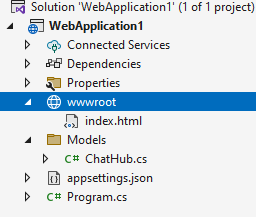 Solution 'WebApplication1' (1 of 1 project)
WebApplication1
Connected Services
Dependencies
Properties
wwwroot
index.html
Models
C# ChatHub.cs
appsettings.json
C# Program.cs